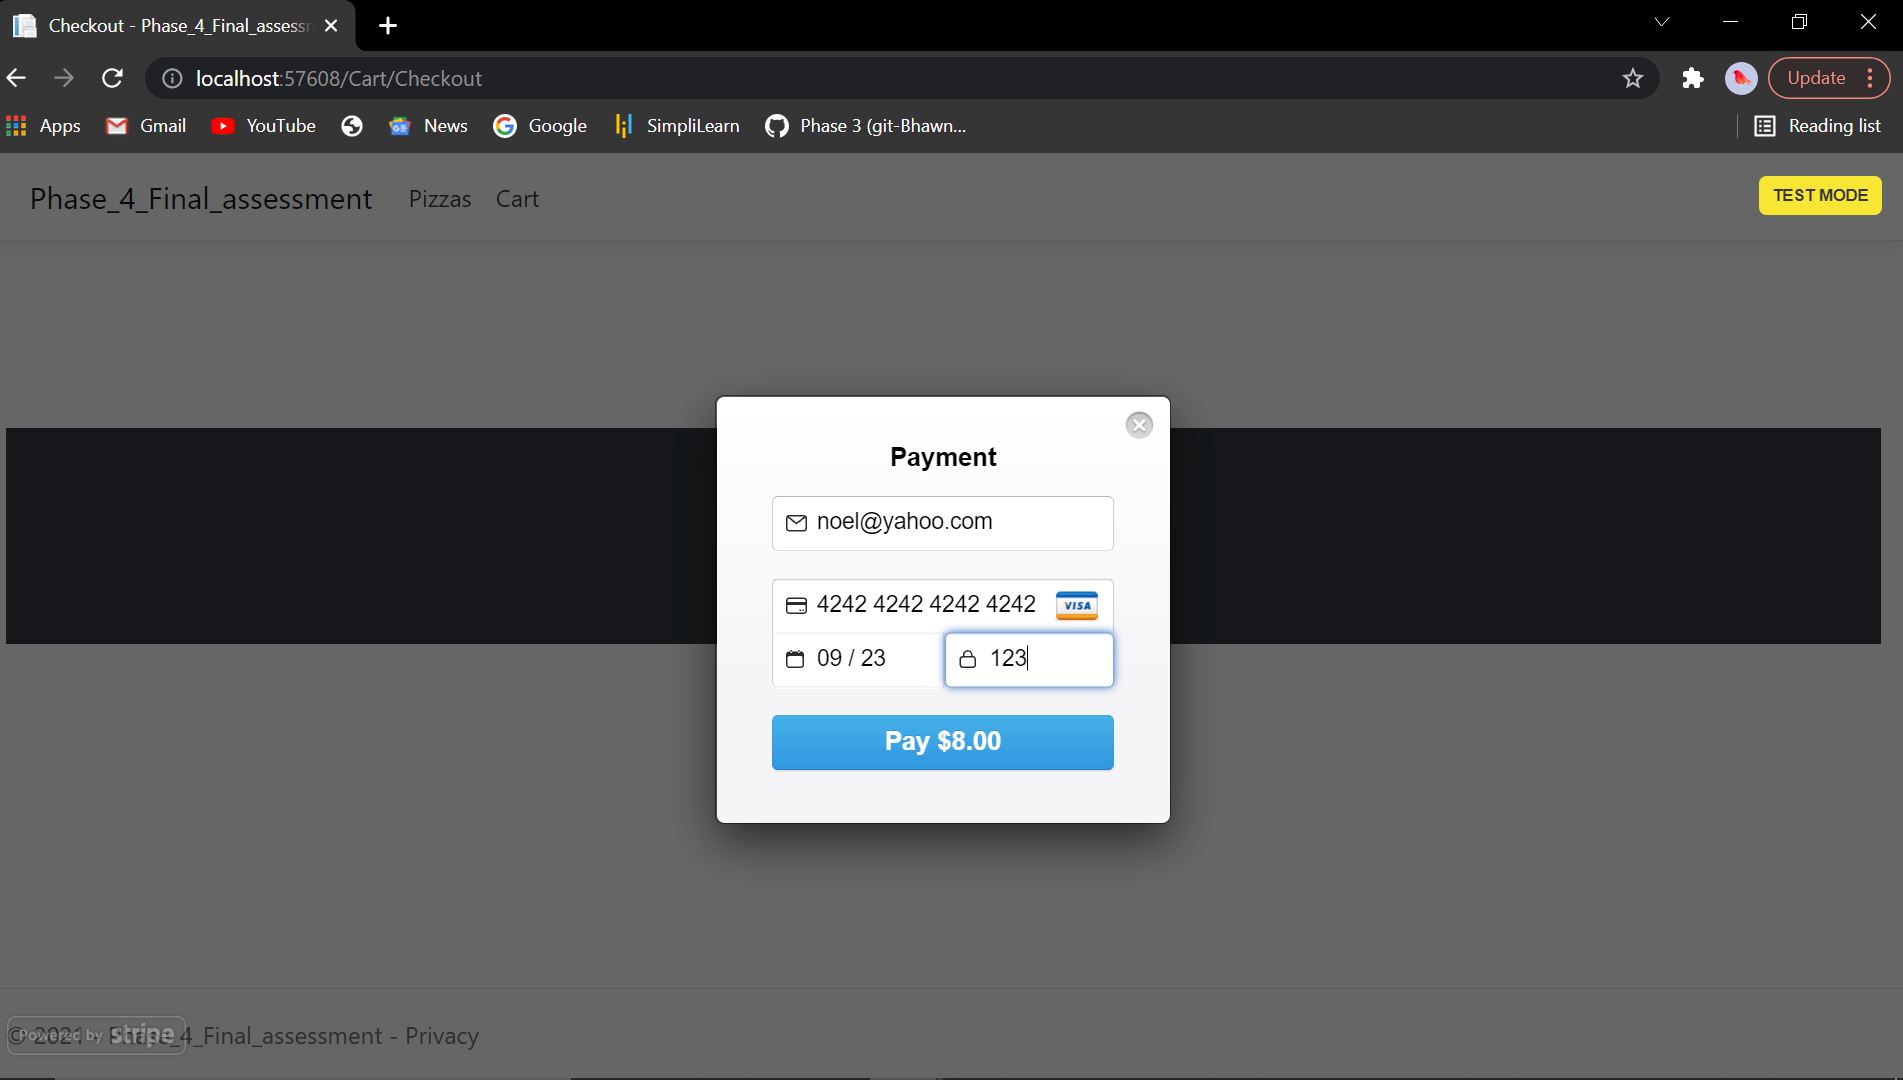 Checkout - Phase_4_Final_assess
localhost:57608/Cart/Checkout
Update
Apps
Gmail
YouTube
News
Google
SimpliLearn
Phase 3 (git-Bhawn...
Reading list
Phase_4_Final_assessment
Pizzas
Cart
TEST MODE
Payment
noel@yahoo.com
4242 4242 4242 4242
VISA
09 / 23
123
Pay $8.00
Powered by stripe
© 2021 - Phase_4_Final_assessment - Privacy